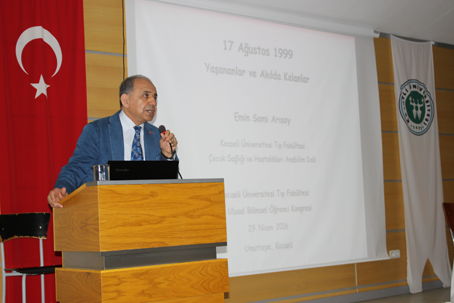 17 Ağustos 1999
Yaşananlar ve Akılda Kalanlar
Emin Sami Arısoy
Kocaeli Üniversitesi Tıp Fakültesi
Çocuk Sağlığı ve Hastalıkları Anabilim Dalı
Kocaeli Üniversitesi Tıp Fakültesi
Ulusal Bilimsel Öğrenci Kongresi
Umuttepe, Kocaeli